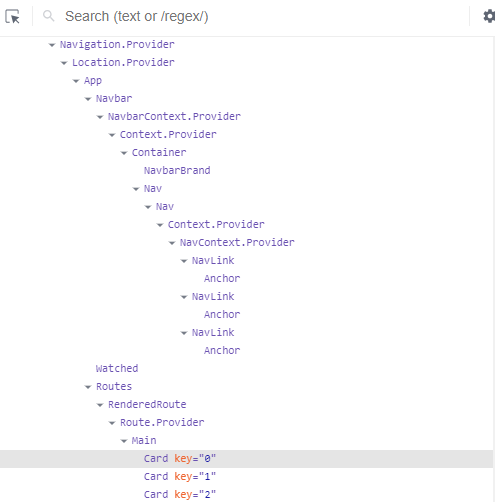 Search (text or /regex/)
Navigation.Provider
Location.Provider
App
Navbar
NavbarContext.Provider
Context.Provider
Container
NavbarBrand
Nav
Nav
Context.Provider
NavContext.Provider
NavLink
Anchor
NavLink
Anchor
NavLink
Anchor
Watched
Routes
RenderedRoute
Route.Provider
Main
Card key="0"
Card key="1"
Card key="2"